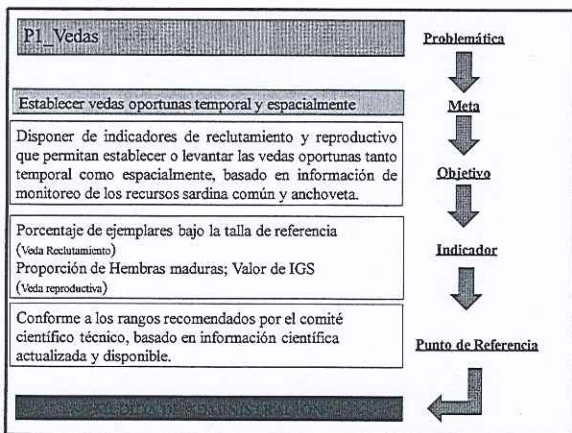 P1_Vedas
Problemática
Establecer vedas oportunas temporal y espacialmente
Meta
Disponer de indicadores de reclutamiento y reproductivo
que permitan establecer o levantar las vedas oportunas tanto
temporal como espacialmente, basado en información de
monitoreo de los recursos sardina común y anchoveta.
Objetivo
Porcentaje de ejemplares bajo la talla de referencia
(Veda Reclutamiento)
Proporción de Hembras maduras; Valor de IGS
(Veda reproductiva)
Indicador
Conforme a los rangos recomendados por el comité
científico técnico, basado en información científica
actualizada y disponible.
Punto de Referencia